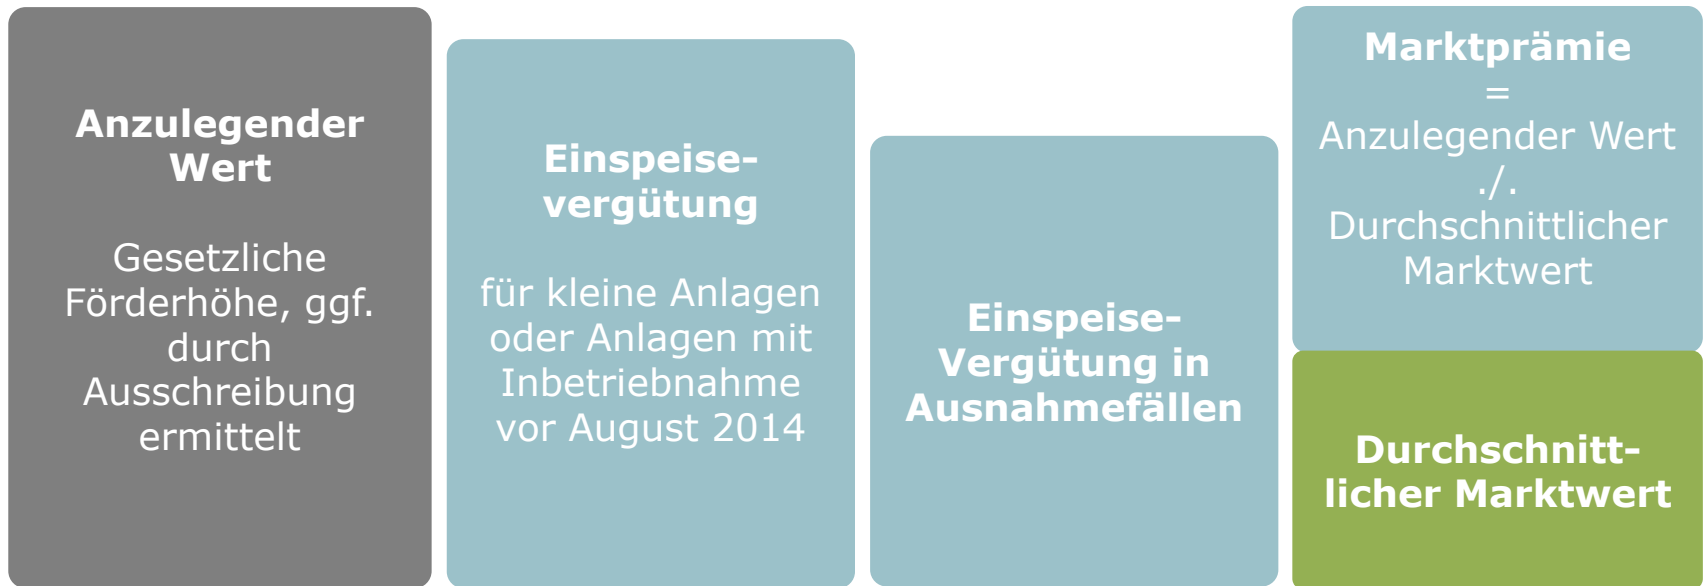 Anzulegender
Wert
Gesetzliche
Förderhöhe, ggf.
durch
Ausschreibung
ermittelt
Einspeise-
vergütung
für kleine Anlagen
oder Anlagen mit
Inbetriebnahme
vor August 2014
Einspeise-
Vergütung in
Ausnahmefällen
Marktprämie
=
Anzulegender Wert
./.
Durchschnittlicher
Marktwert
Durchschnitt-
licher Marktwert